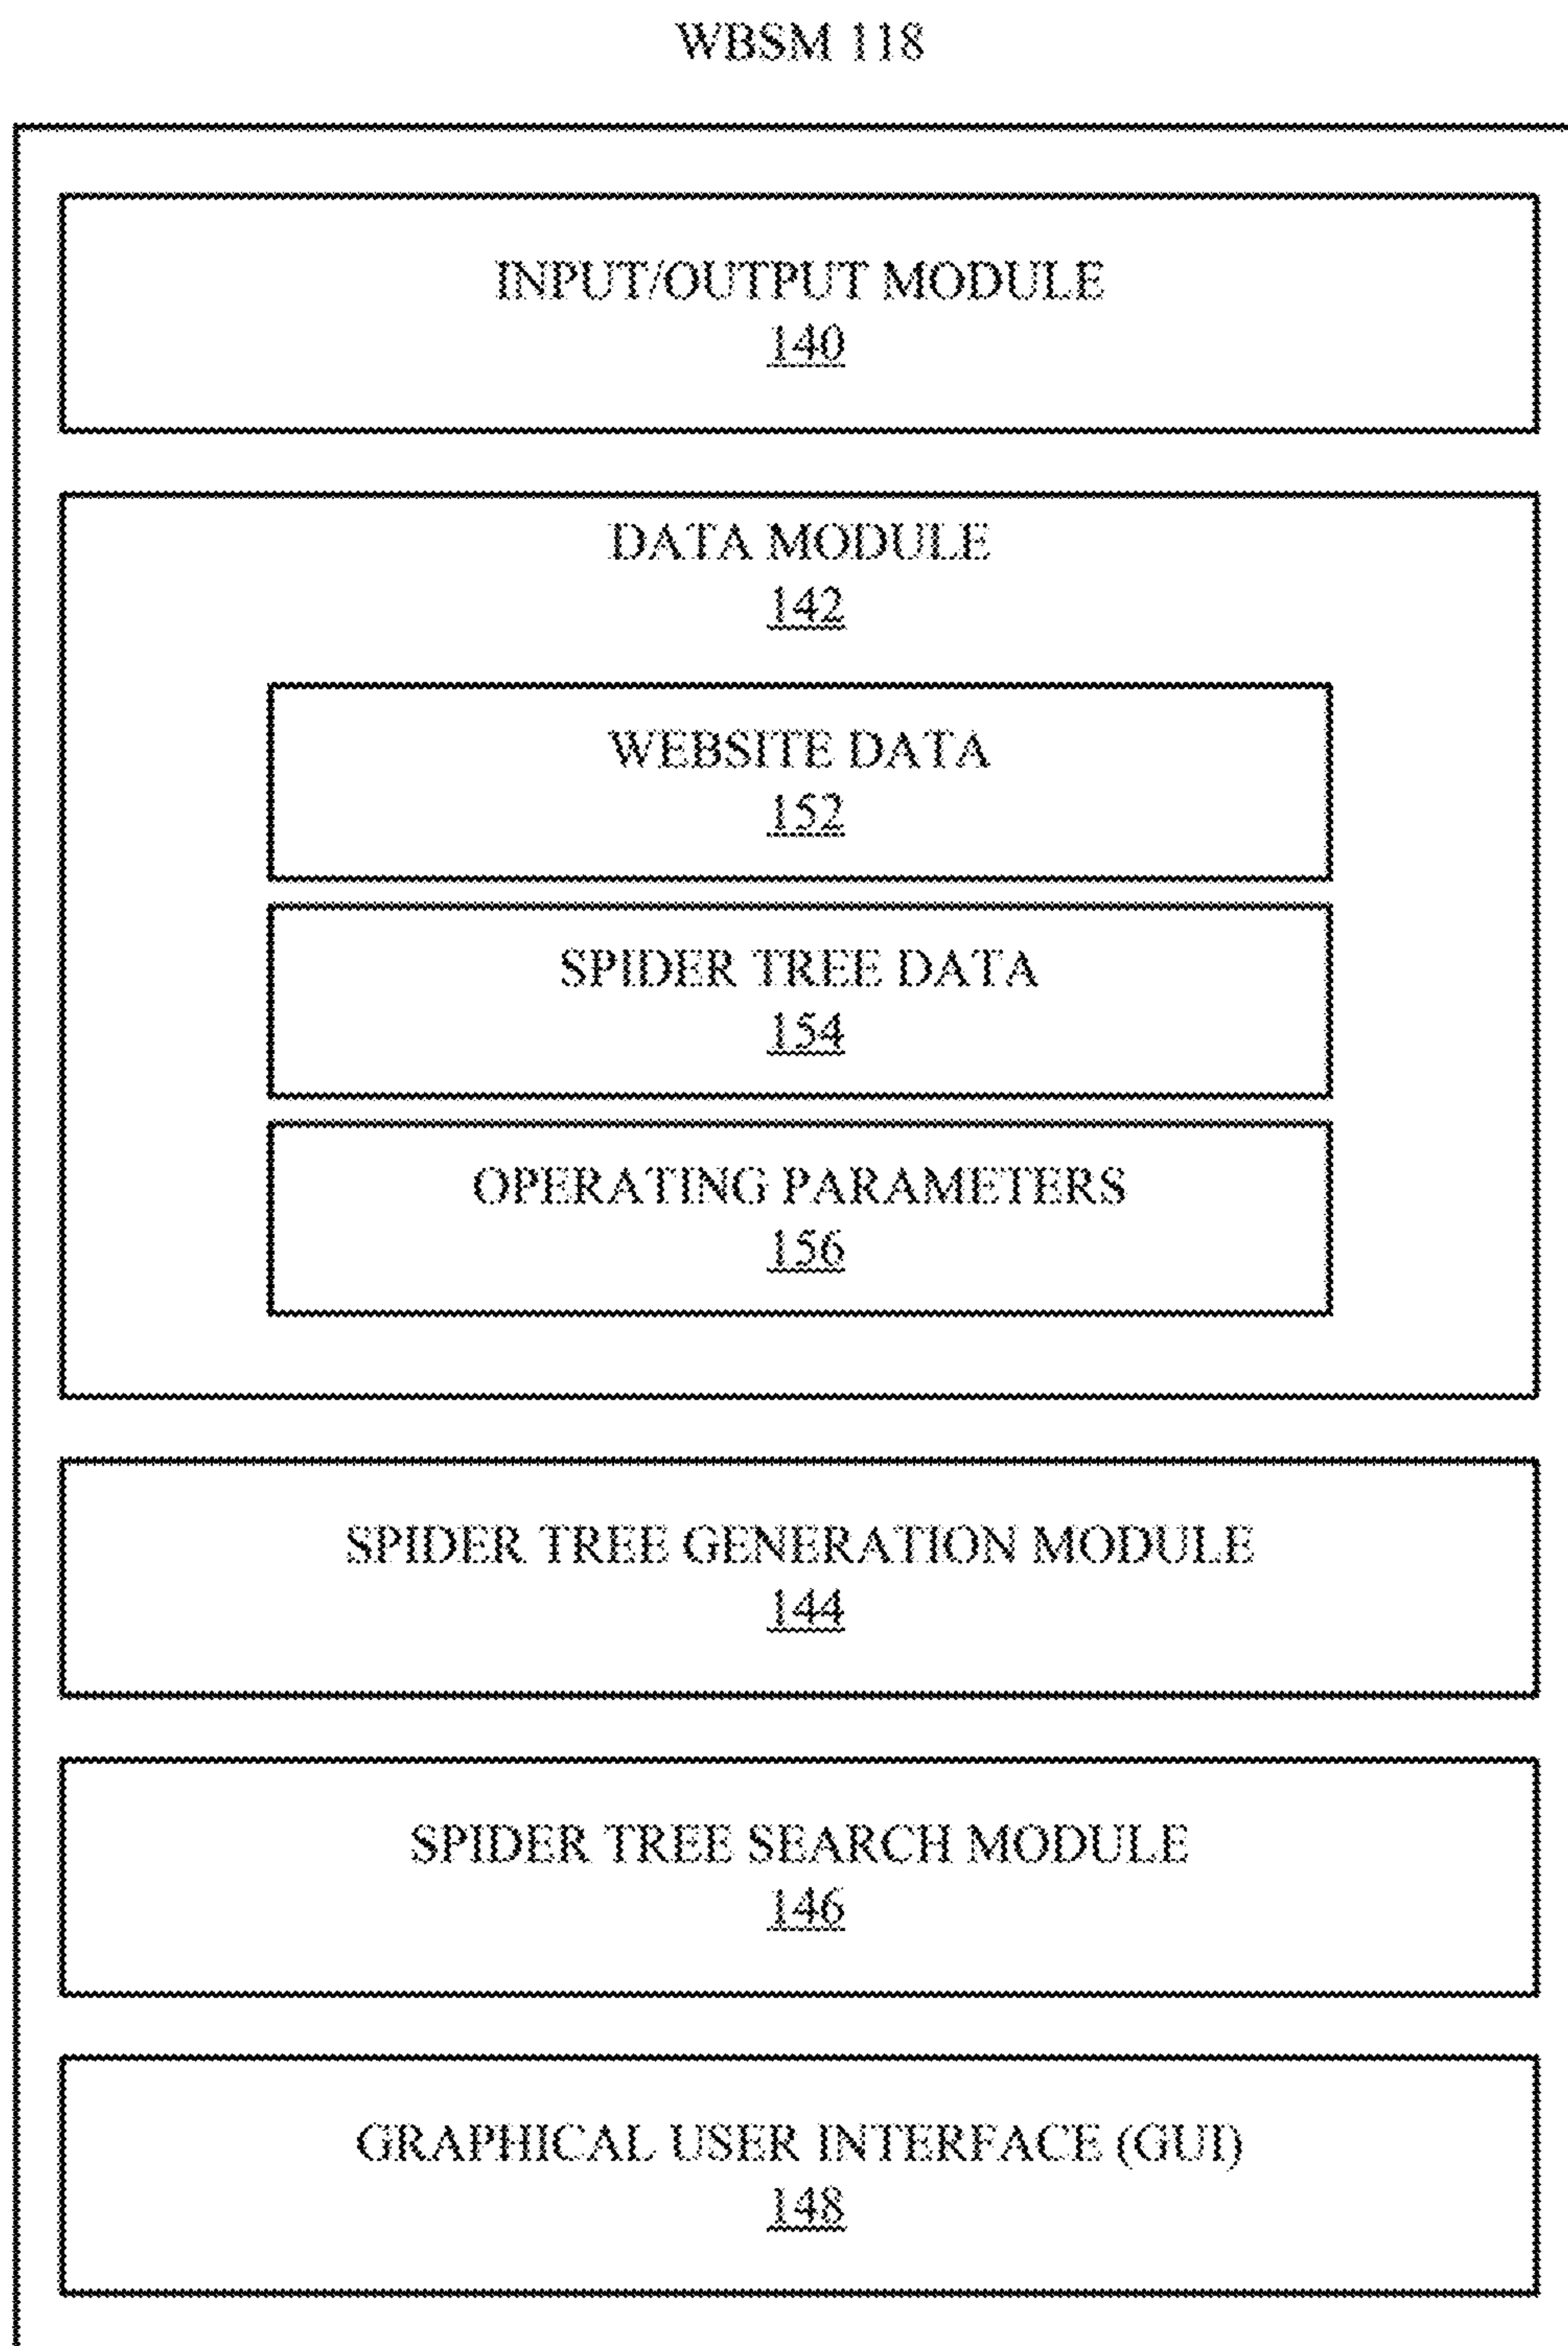 WBSM 118
INPUT/OUTPUT MODULE
140
DATA MODULE
142
WEBSITE DATA
152
SPIDER TREE DATA
154
OPERATING PARAMETERS
156
SPIDER TREE GENERATION MODULE
144
SPIDER TREE SEARCH MODULE
146
GRAPHICAL USER INTERFACE (GUI)
148